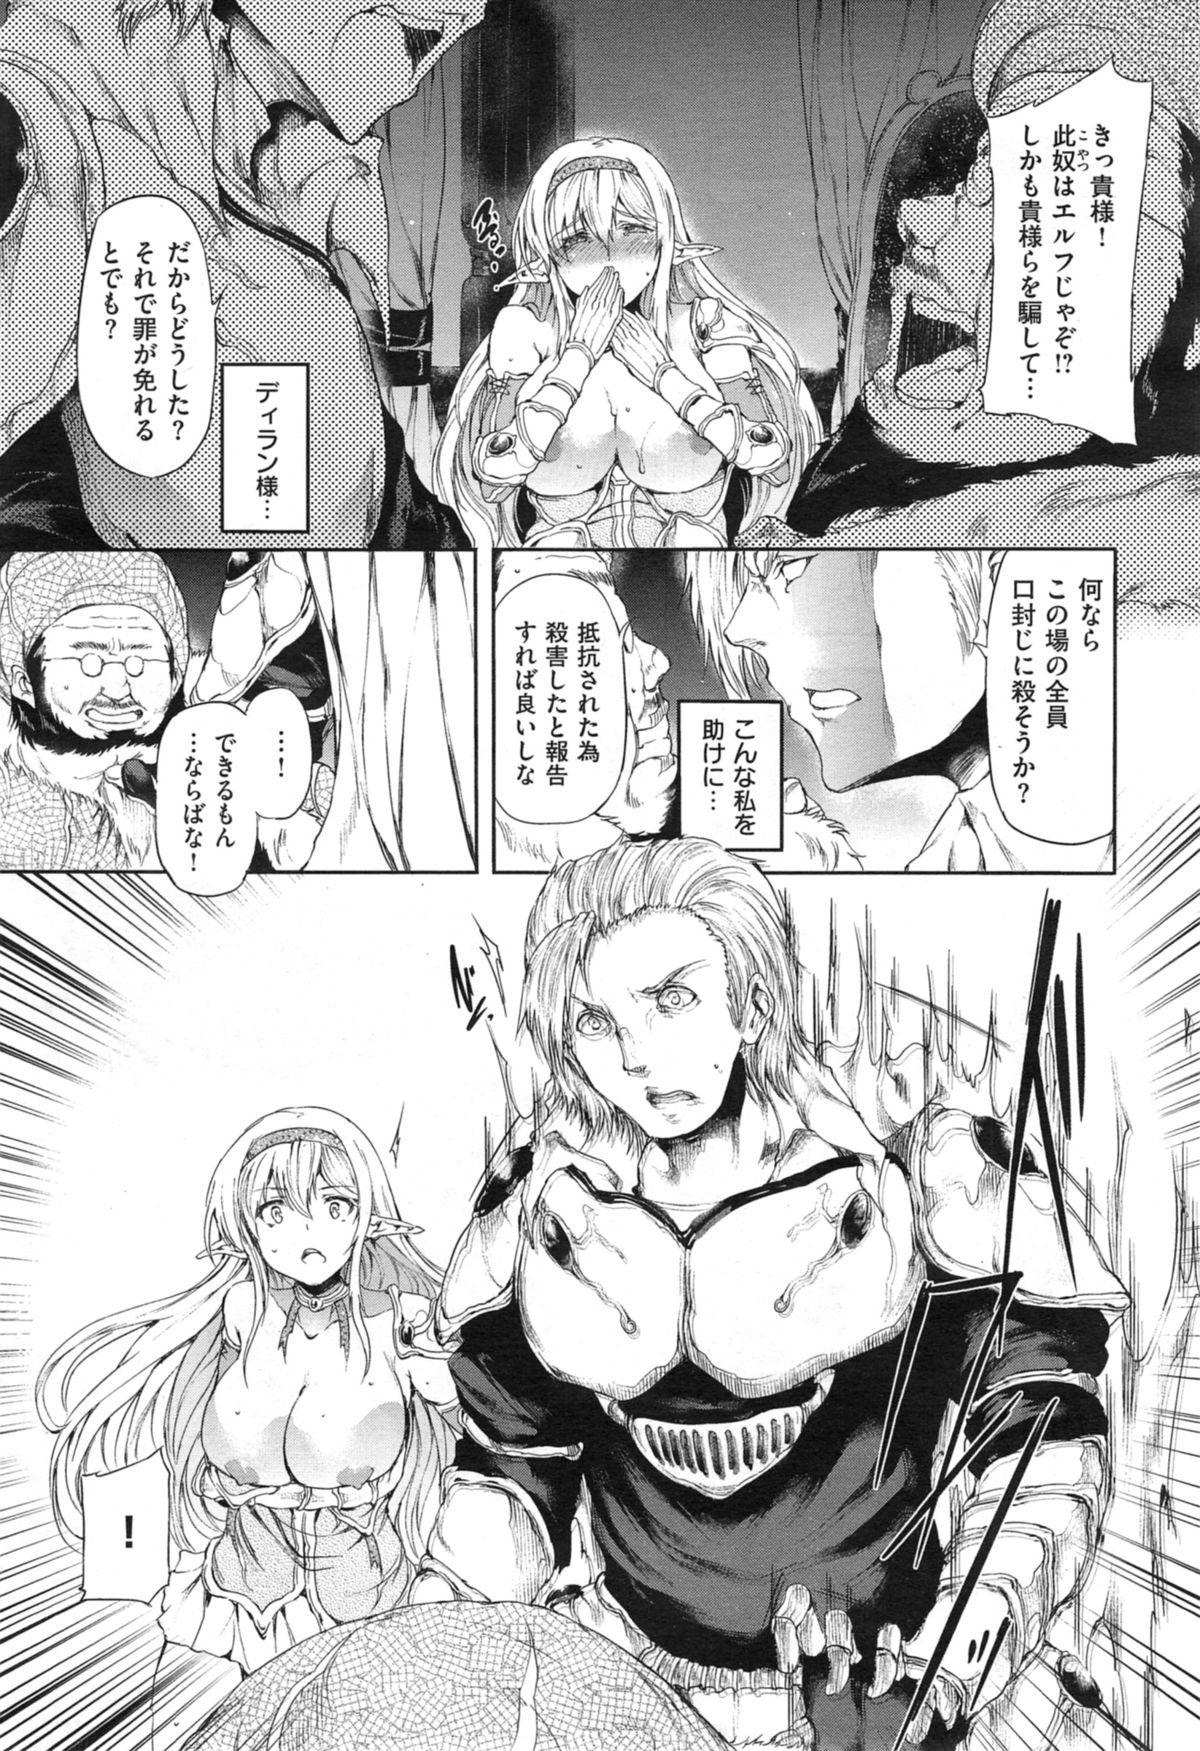 きっ貴様！
此奴はエルフじゃぞ!?
こやつ
しかも貴様らを騙して…
だからどうした？
それで罪が免れる
とでも？
ディラン様…
何なら
この場の全員
口封じに殺そうか？
こんな私を
助けに…
抵抗された為
殺害したと報告
すれば良いしな
…！
できるもん
…ならばな！
！